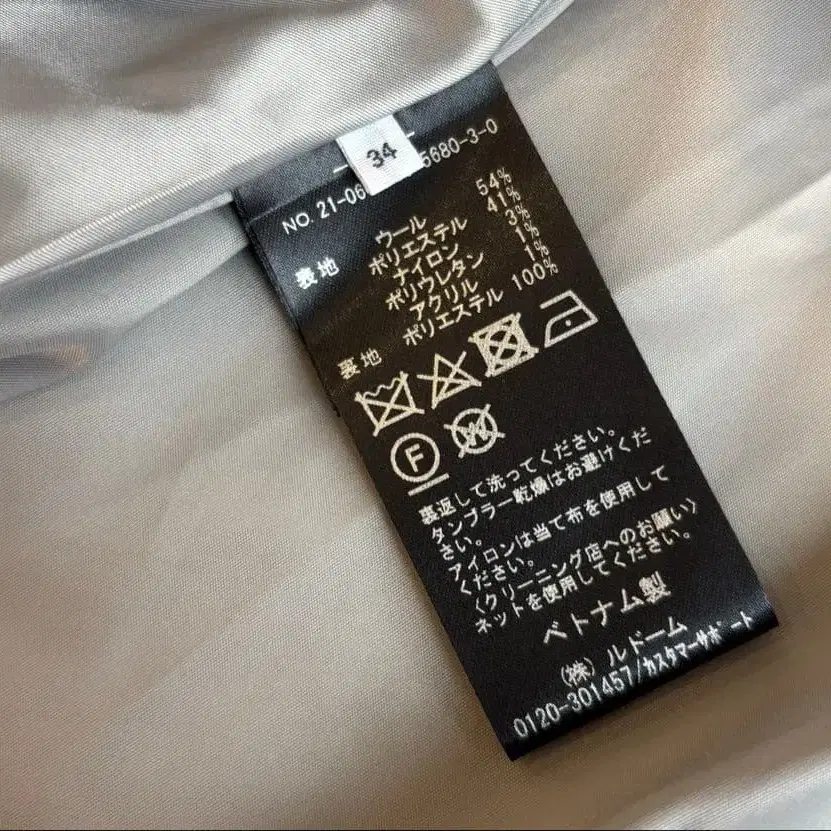 34
NO. 21-06 5680-3-0
表地 ウール 54%
ポリエステル 41%
ナイロン 3%
ポリウレタン 1%
アクリル 1%
裏地 ポリエステル 100%
F W
裏返して洗ってください。
タンブラー乾燥はお避けくだ
さい。
アイロンは当て布を使用して
ください。
〈クリーニング店へのお願い〉
ネットを使用してください。
ベトナム製
(株) ルドーム
0120-301457/カスタマーサポート